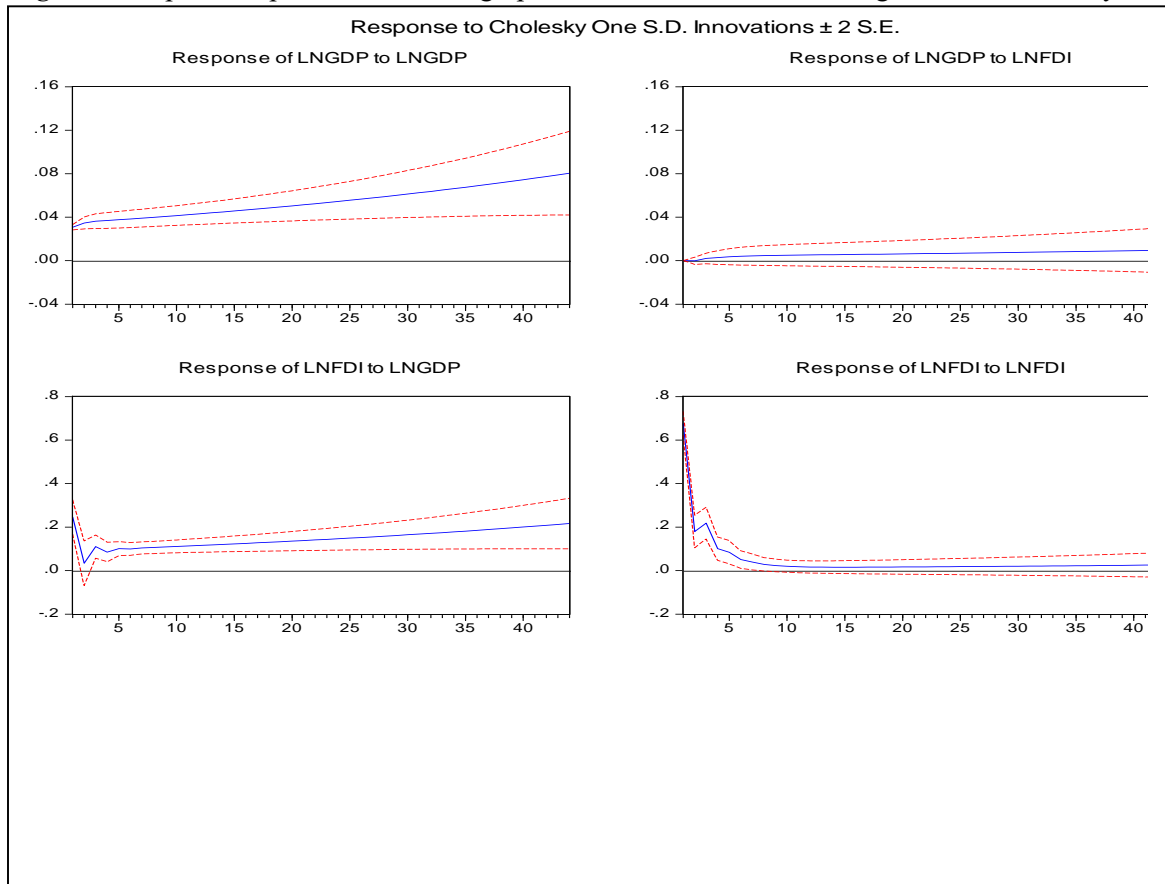 Response to Cholesky One S.D. Innovations ± 2 S.E.
Response of LNGDP to LNGDP
.16
.12
.08
.04
.00
-.04
5 10 15 20 25 30 35 40
Response of LNGDP to LNFDI
.16
.12
.08
.04
.00
-.04
5 10 15 20 25 30 35 40
Response of LNFDI to LNGDP
.8
.6
.4
.2
.0
-.2
5 10 15 20 25 30 35 40
Response of LNFDI to LNFDI
.8
.6
.4
.2
.0
-.2
5 10 15 20 25 30 35 40